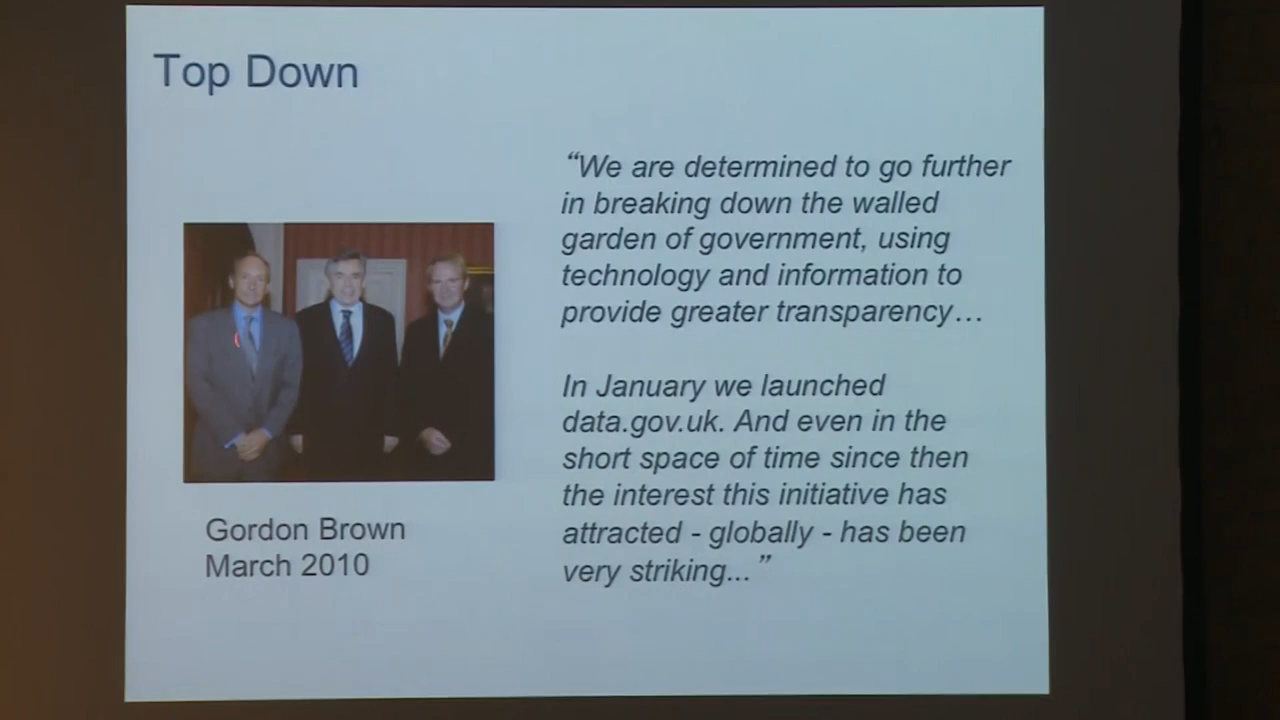 Top Down
“We are determined to go further
in breaking down the walled
garden of government, using
technology and information to
provide greater transparency…
In January we launched
data.gov.uk. And even in the
short space of time since then
the interest this initiative has
attracted - globally - has been
very striking... ”
Gordon Brown
March 2010